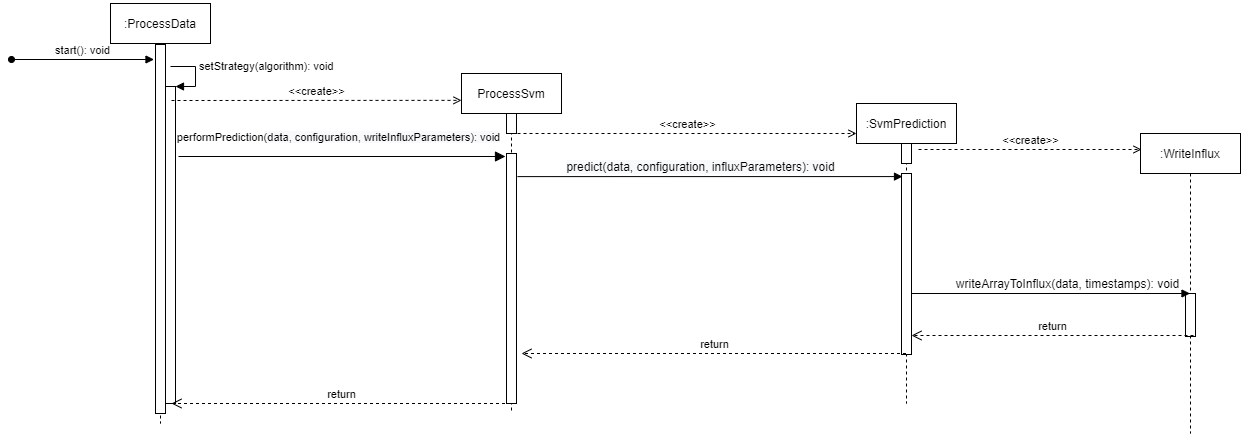 :ProcessData
start(): void
setStrategy(algorithm): void
<<create>>
ProcessSvm
<<create>>
:SvmPrediction
<<create>>
:WriteInflux
performPrediction(data, configuration, writeInfluxParameters): void
predict(data, configuration, influxParameters): void
writeArrayToInflux(data, timestamps): void
return
return
return